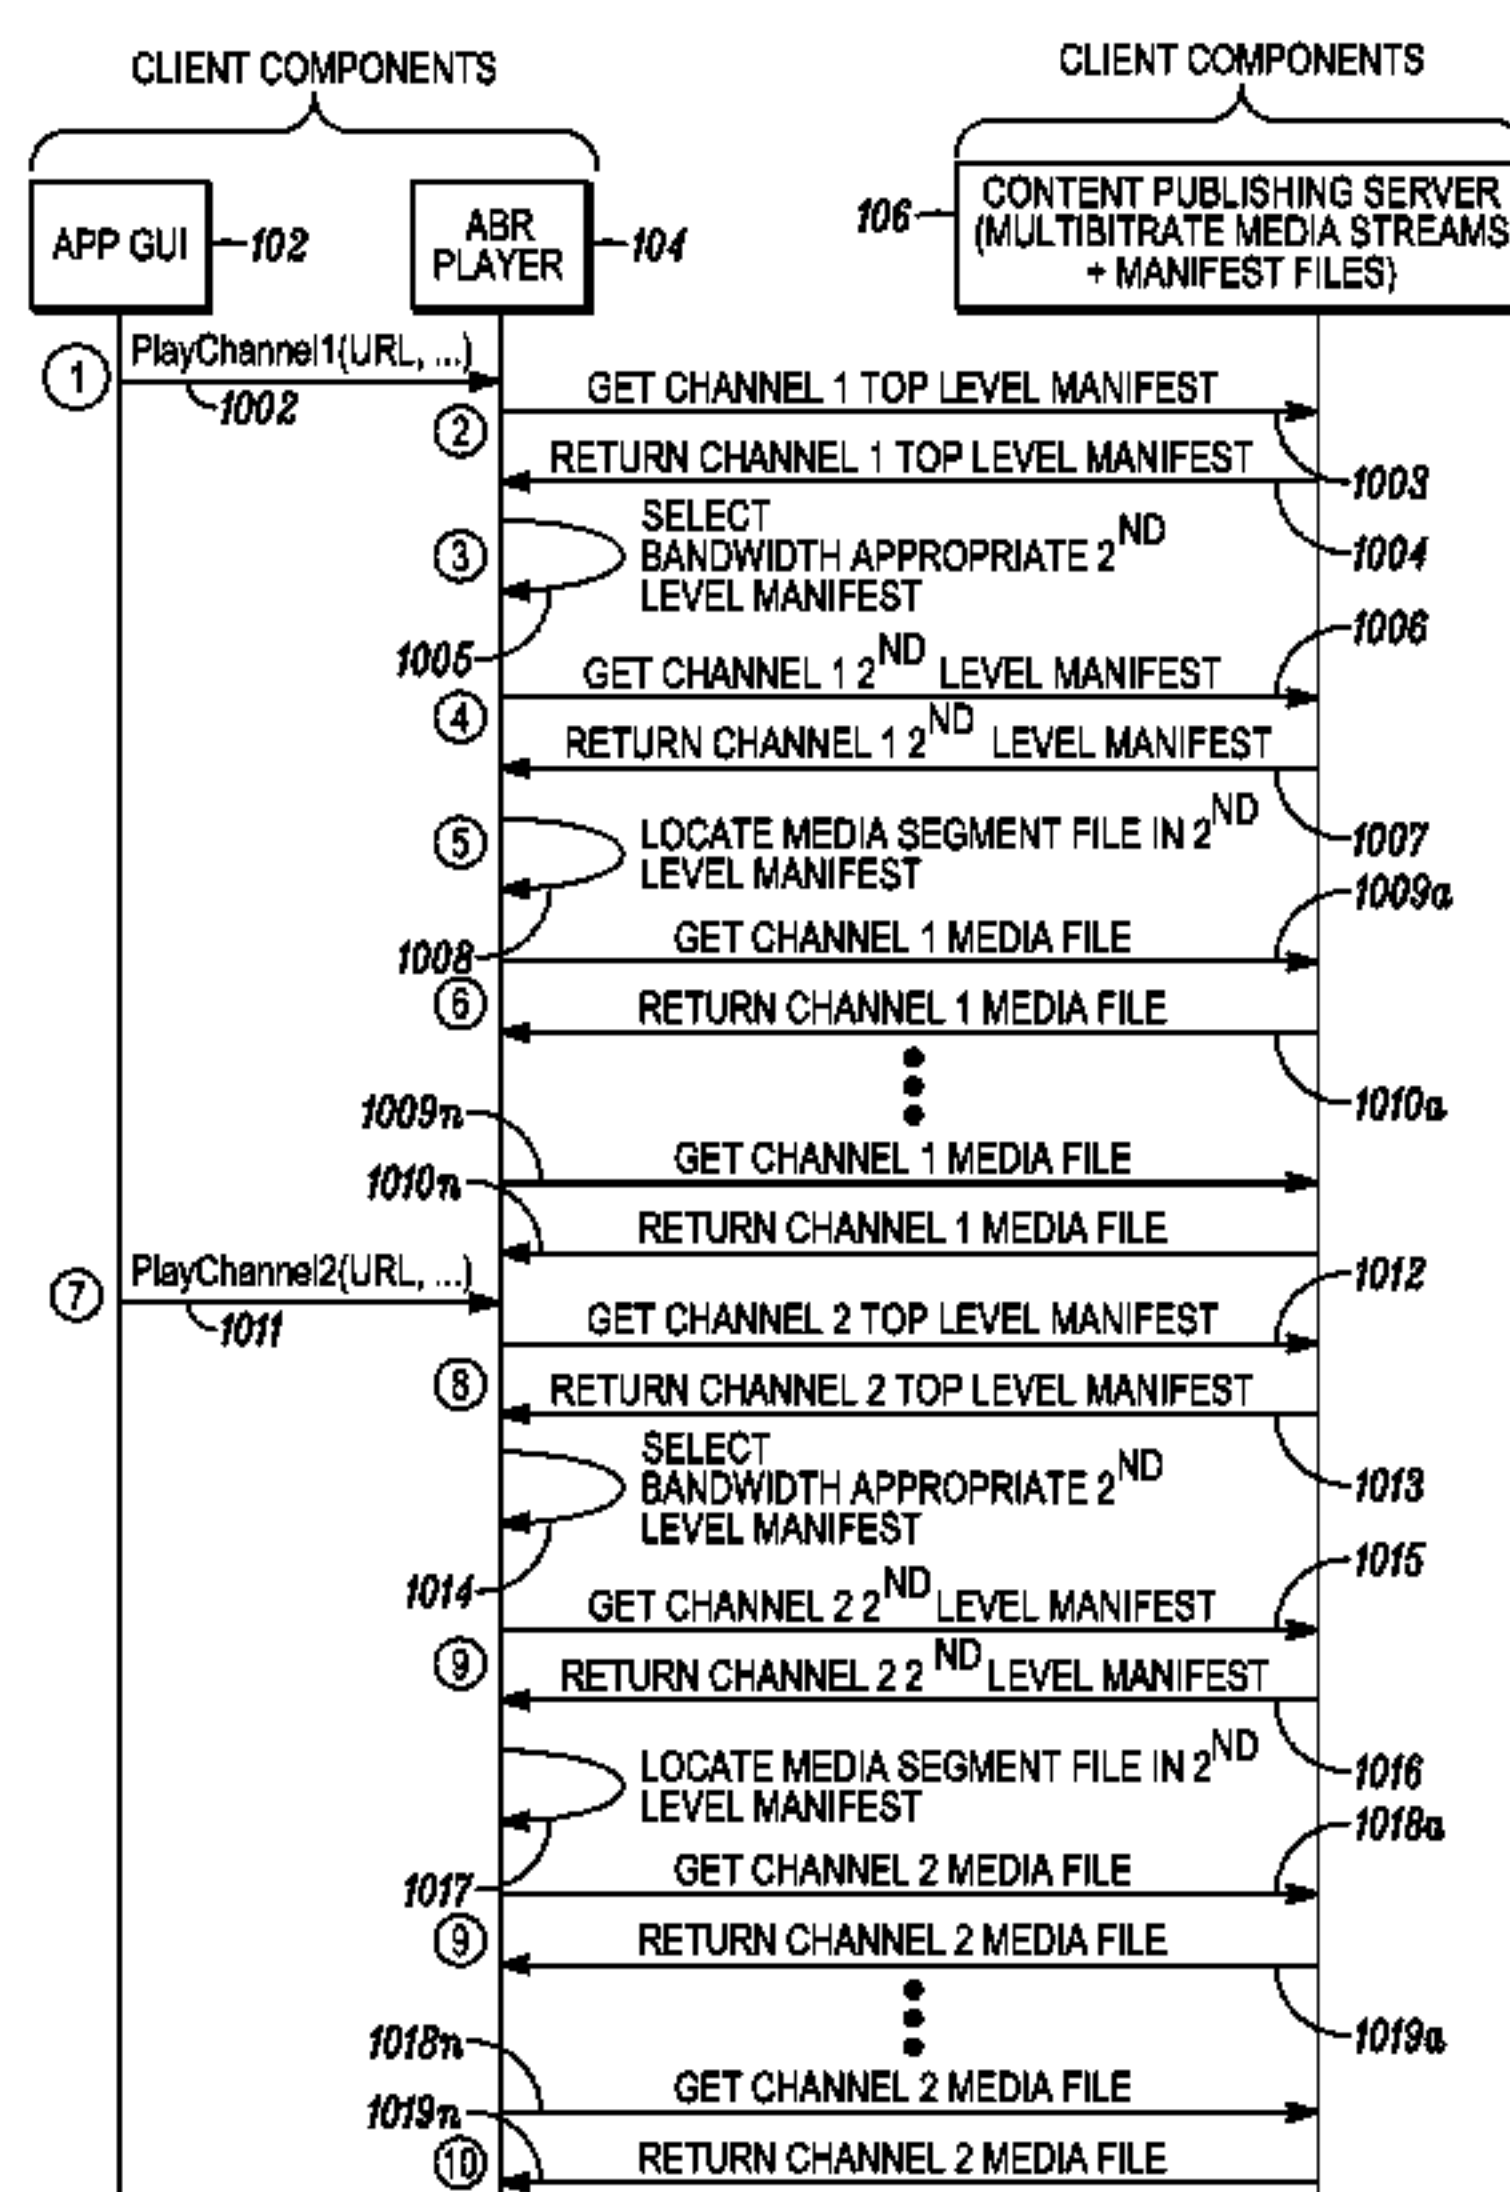 CLIENT COMPONENTS
CLIENT COMPONENTS
APP GUI
102
ABR
PLAYER
104
106
CONTENT PUBLISHING SERVER
(MULTIBITRATE MEDIA STREAMS
+ MANIFEST FILES)
1
PlayChannel1(URL, ...)
1002
GET CHANNEL 1 TOP LEVEL MANIFEST
2
1003
RETURN CHANNEL 1 TOP LEVEL MANIFEST
1004
3
SELECT
BANDWIDTH APPROPRIATE 2ND
LEVEL MANIFEST
1005
1006
GET CHANNEL 1 2ND LEVEL MANIFEST
4
RETURN CHANNEL 1 2ND LEVEL MANIFEST
1007
5
LOCATE MEDIA SEGMENT FILE IN 2ND
LEVEL MANIFEST
1008
1009a
GET CHANNEL 1 MEDIA FILE
6
RETURN CHANNEL 1 MEDIA FILE
1010a
1009n
GET CHANNEL 1 MEDIA FILE
1010n
RETURN CHANNEL 1 MEDIA FILE
7
PlayChannel2(URL, ...)
1011
1012
GET CHANNEL 2 TOP LEVEL MANIFEST
8
RETURN CHANNEL 2 TOP LEVEL MANIFEST
1013
SELECT
BANDWIDTH APPROPRIATE 2ND
LEVEL MANIFEST
1014
1015
GET CHANNEL 2 2ND LEVEL MANIFEST
9
RETURN CHANNEL 2 2ND LEVEL MANIFEST
1016
LOCATE MEDIA SEGMENT FILE IN 2ND
LEVEL MANIFEST
1017
1018a
GET CHANNEL 2 MEDIA FILE
9
RETURN CHANNEL 2 MEDIA FILE
1019a
1018n
GET CHANNEL 2 MEDIA FILE
1019n
10
RETURN CHANNEL 2 MEDIA FILE